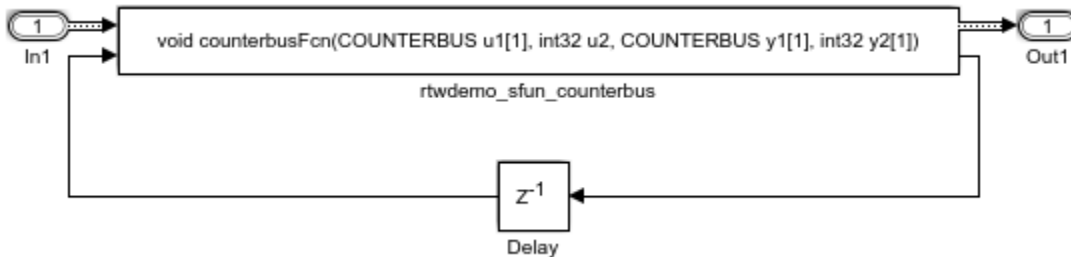 1
void counterbusFcn(COUNTERBUS u1[1], int32 u2, COUNTERBUS y1[1], int32 y2[1])
1
In1
Out1
rtwdemo_sfun_counterbus
Z-1
Delay